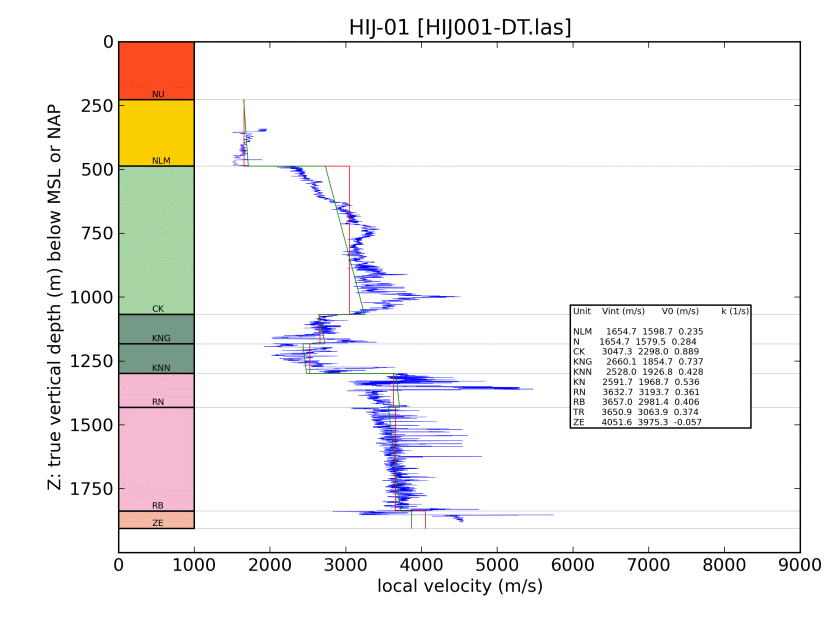 HIJ-01 [HIJ001-DT.las]
Z: true vertical depth (m) below MSL or NAP
0
250
500
750
1000
1250
1500
1750
NU
NLM
CK
KNG
KNN
RN
RB
ZE
Unit Vint (m/s) V0 (m/s) k (1/s)
NLM 1654.7 1598.7 0.235
N 1654.7 1579.5 0.284
CK 3047.3 2298.0 0.889
KNG 2660.1 1854.7 0.737
KNN 2528.0 1926.8 0.428
KN 2591.7 1968.7 0.536
RN 3632.7 3193.7 0.361
RB 3657.0 2981.4 0.406
TR 3650.9 3063.9 0.374
ZE 4051.6 3975.3 -0.057
0 1000 2000 3000 4000 5000 6000 7000 8000 9000
local velocity (m/s)